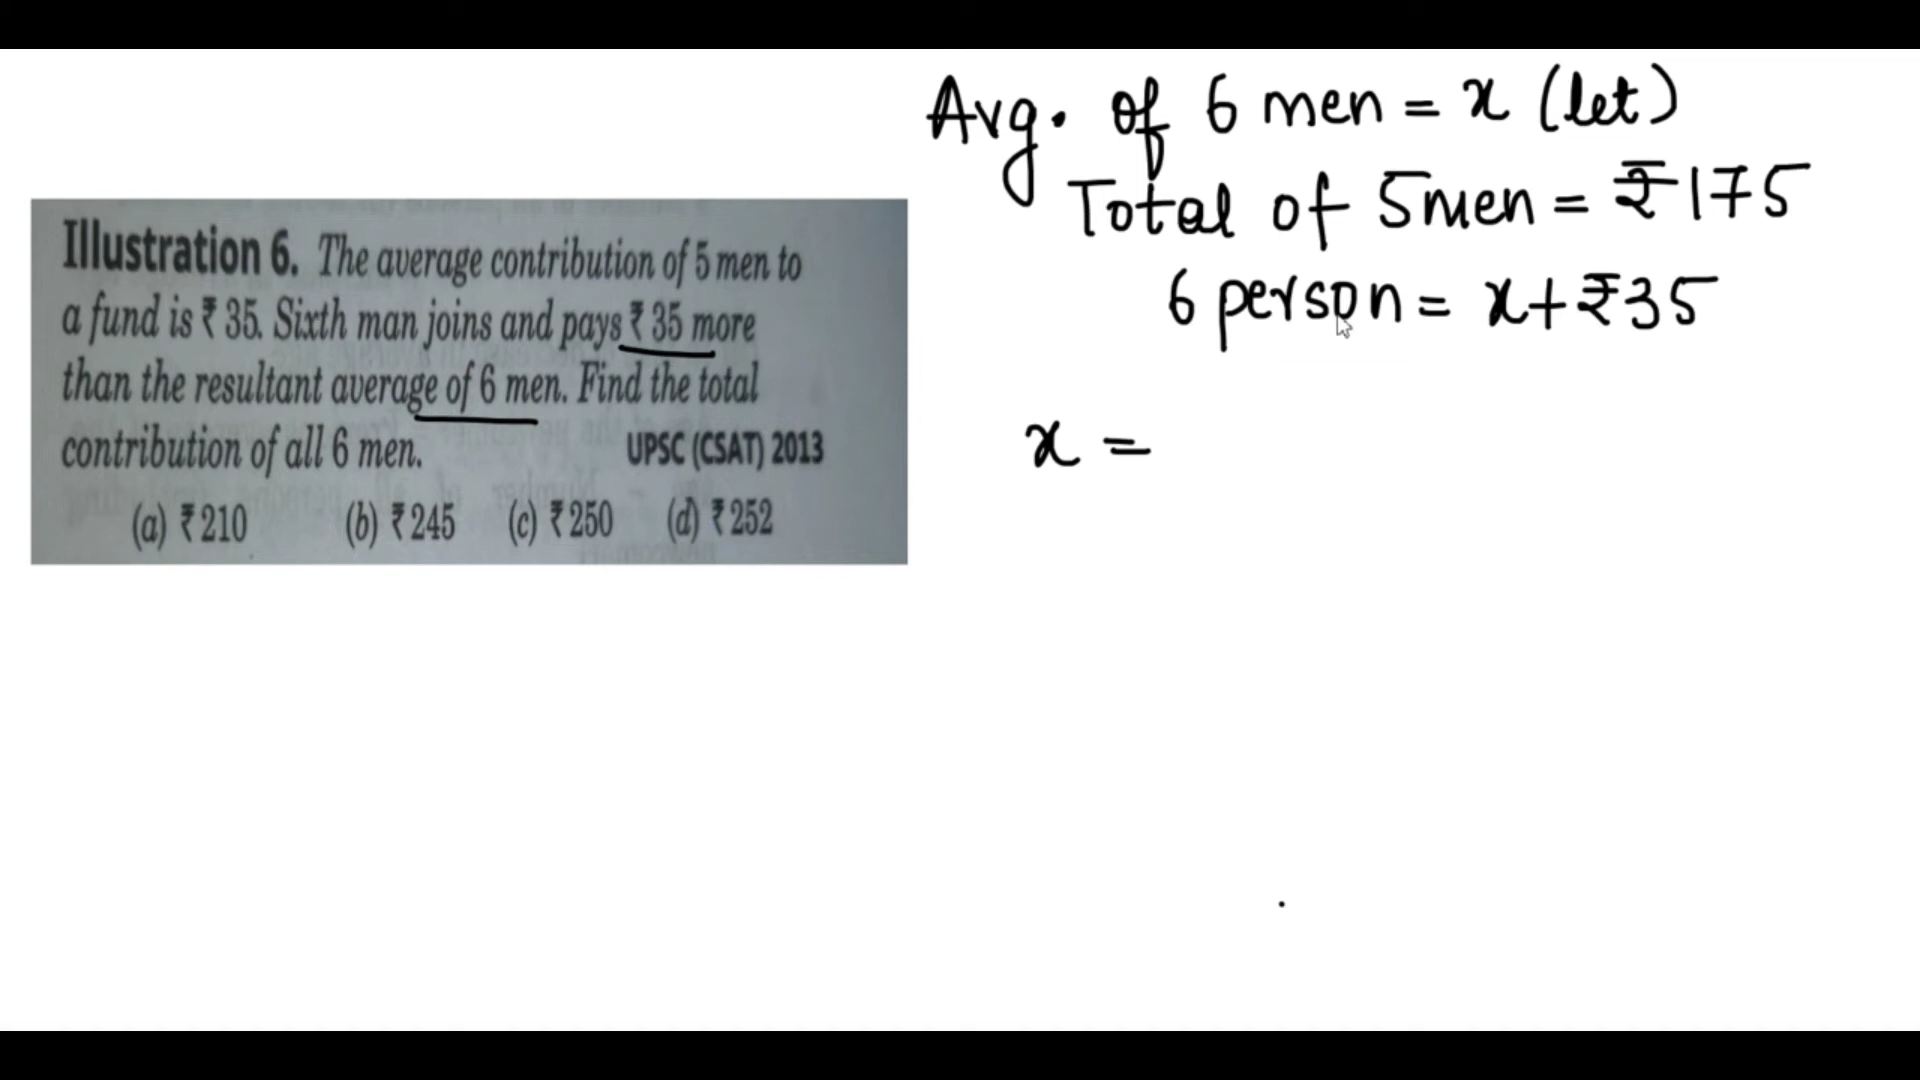 Avg. of 6 men = x (let)
Total of 5 men = ₹175
6 person = x + ₹35
x =
Illustration 6. The average contribution of 5 men to
a fund is ₹ 35. Sixth man joins and pays ₹ 35 more
than the resultant average of 6 men. Find the total
contribution of all 6 men. UPSC (CSAT) 2013
(a) ₹ 210 (b) ₹ 245 (c) ₹ 250 (d) ₹ 252